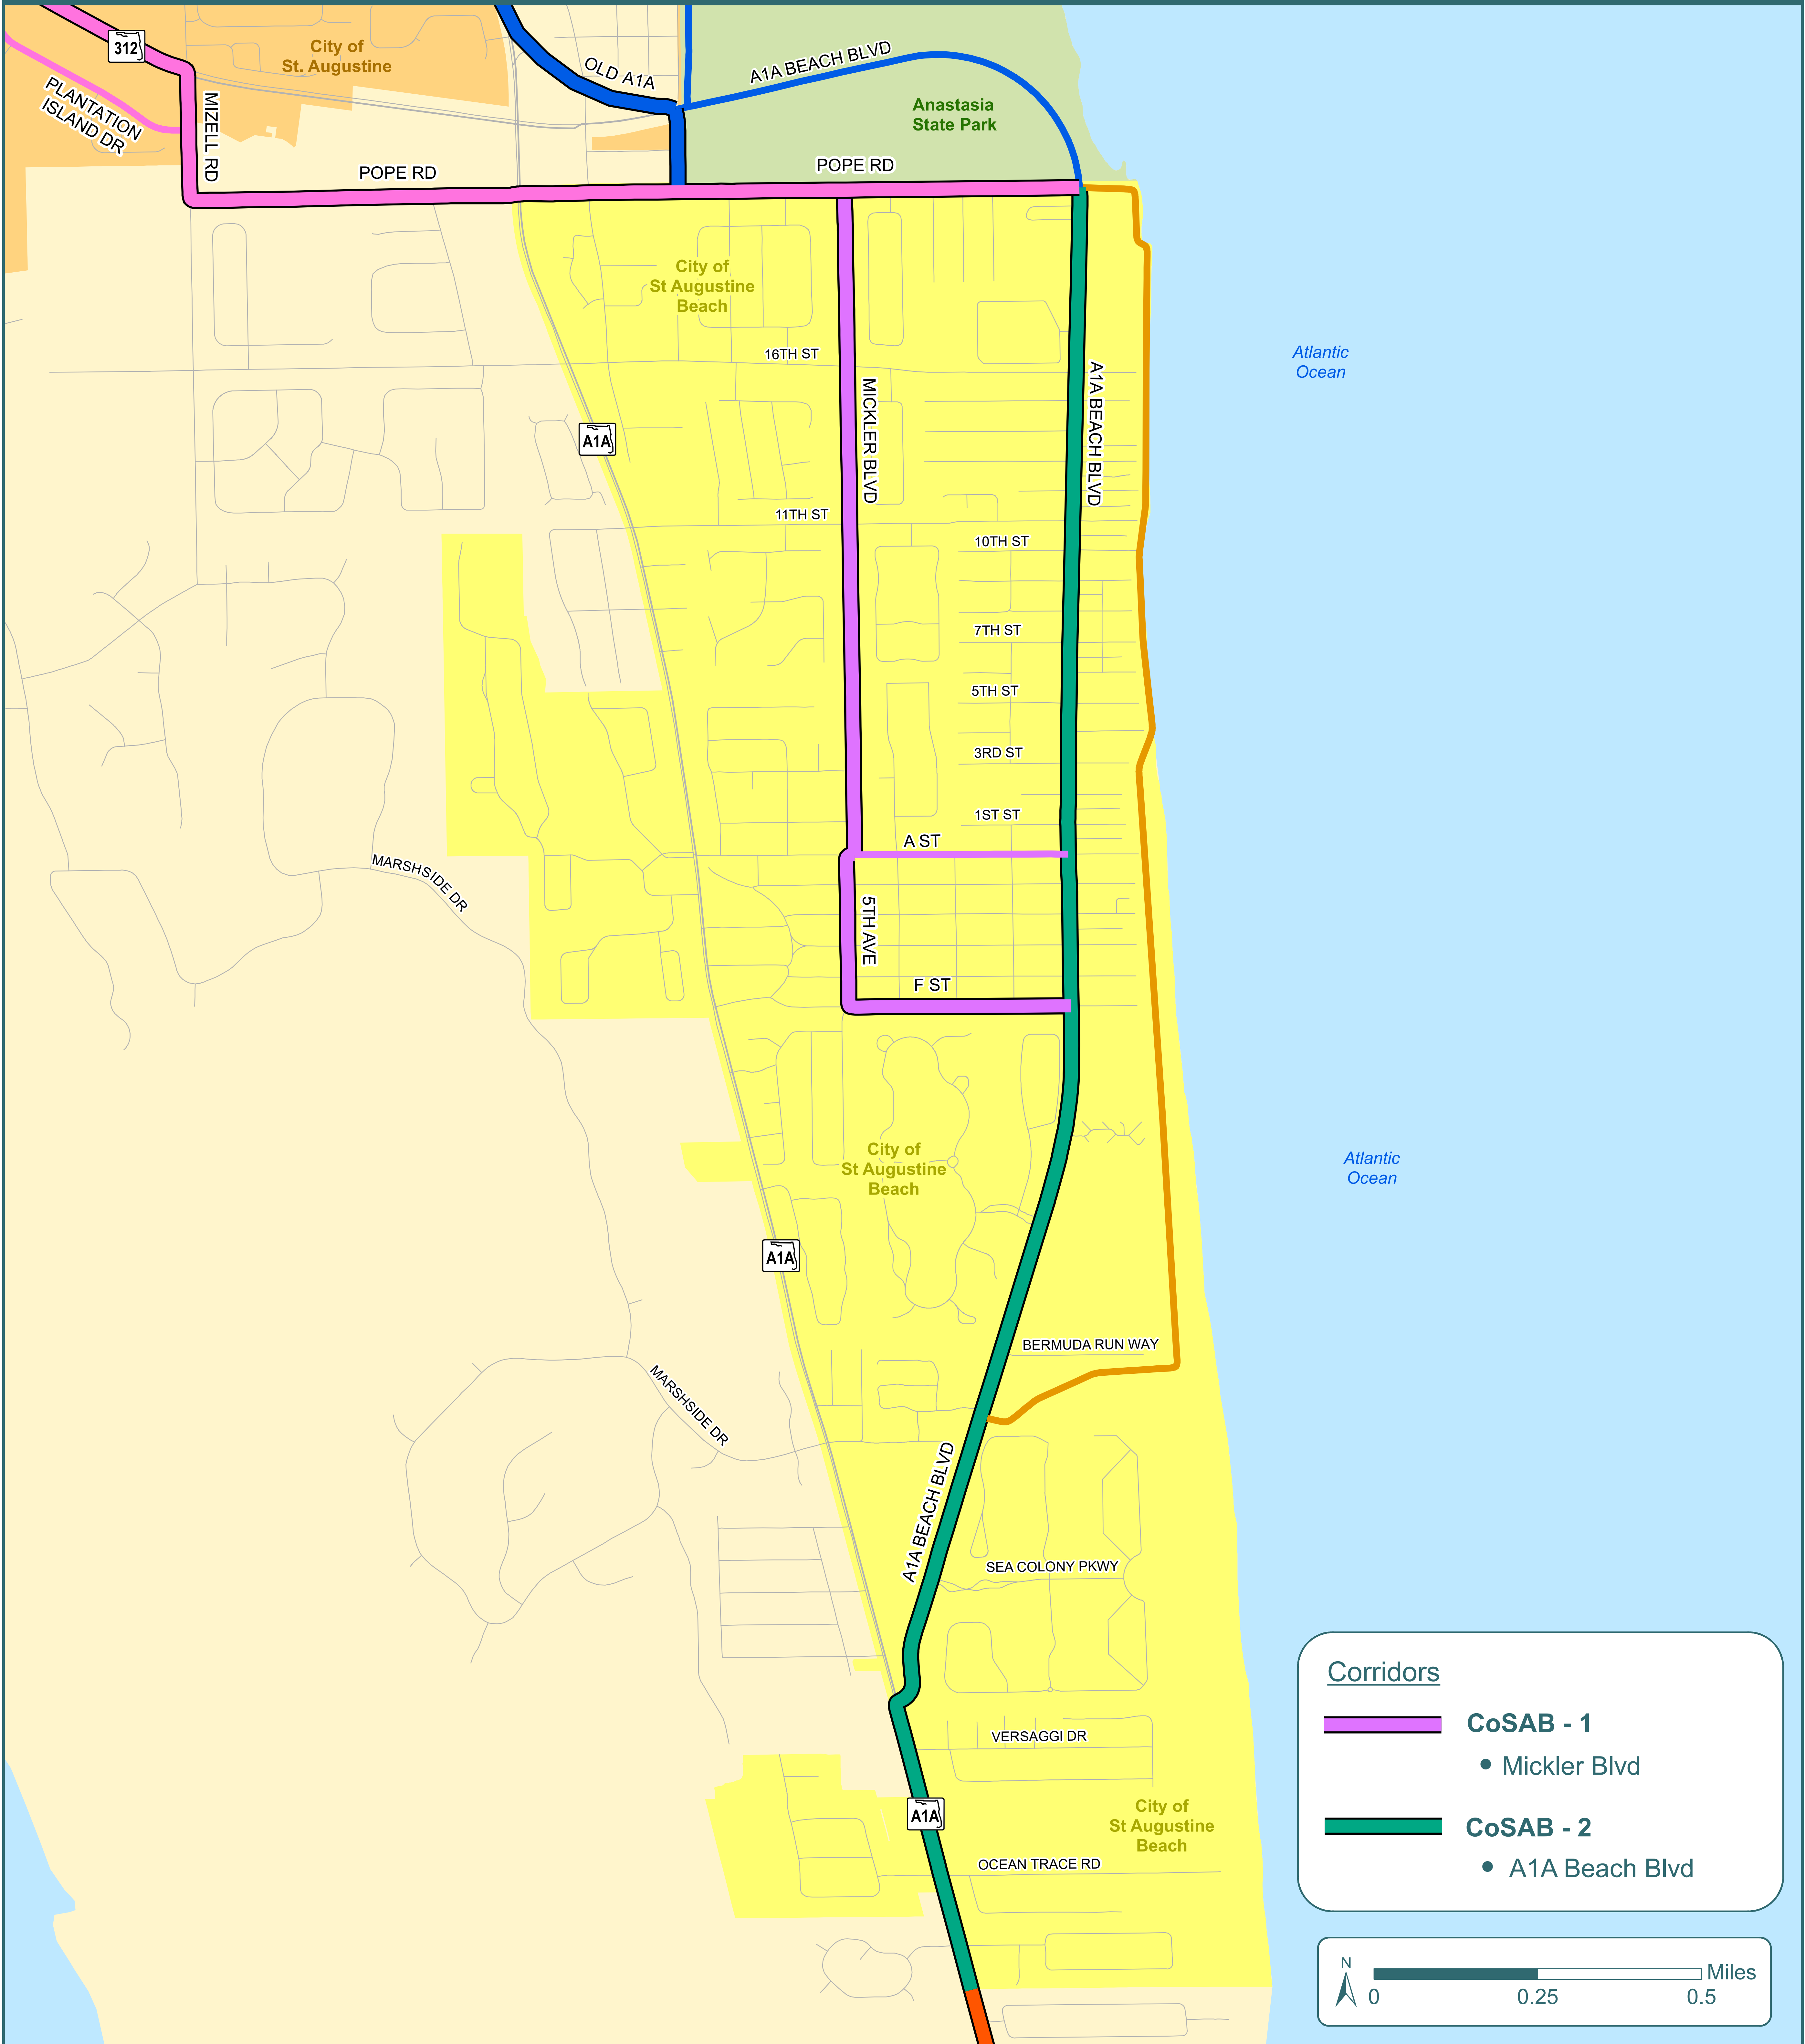 312
City of
St. Augustine
OLD A1A
A1A BEACH BLVD
PLANTATION
ISLAND DR
MIZELL RD
Anastasia
State Park
POPE RD
POPE RD
City of
St Augustine
Beach
16TH ST
Atlantic
Ocean
A1A
MICKLER BLVD
A1A BEACH BLVD
11TH ST
10TH ST
7TH ST
5TH ST
3RD ST
1ST ST
A ST
MARSHSIDE DR
5TH AVE
F ST
City of
St Augustine
Beach
Atlantic
Ocean
A1A
BERMUDA RUN WAY
MARSHSIDE DR
A1A BEACH BLVD
SEA COLONY PKWY
VERSAGGI DR
A1A
City of
St Augustine
Beach
OCEAN TRACE RD
Corridors
CoSAB - 1
• Mickler Blvd
CoSAB - 2
• A1A Beach Blvd
N
Miles
0 0.25 0.5